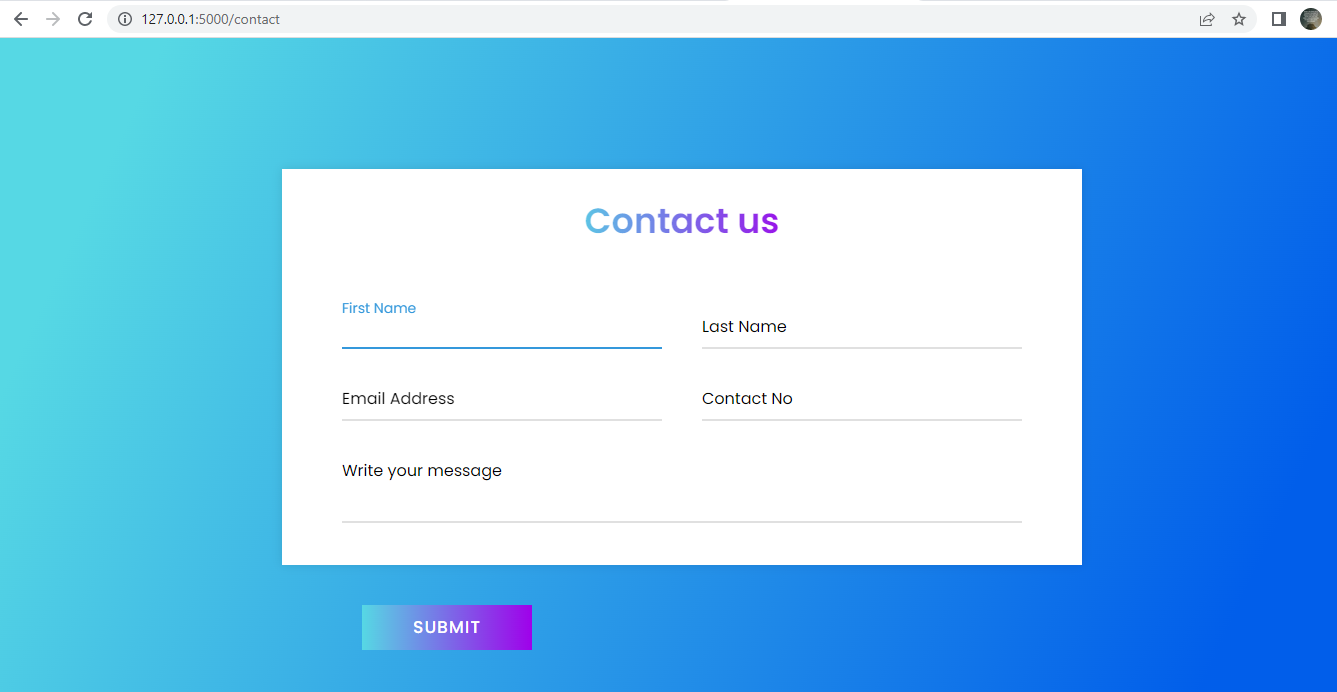 127.0.0.1:5000/contact
Contact us
First Name
Last Name
Email Address
Contact No
Write your message
SUBMIT